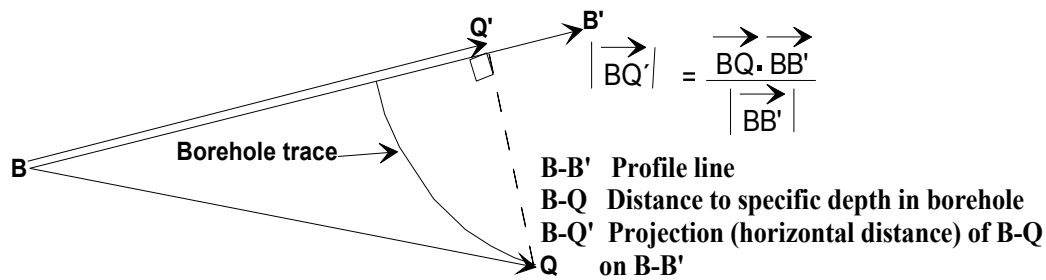 Q'
B'
|BQ′| = BQ·BB' / |BB'|
B
Borehole trace
B-B' Profile line
B-Q Distance to specific depth in borehole
B-Q' Projection (horizontal distance) of B-Q
on B-B'
Q